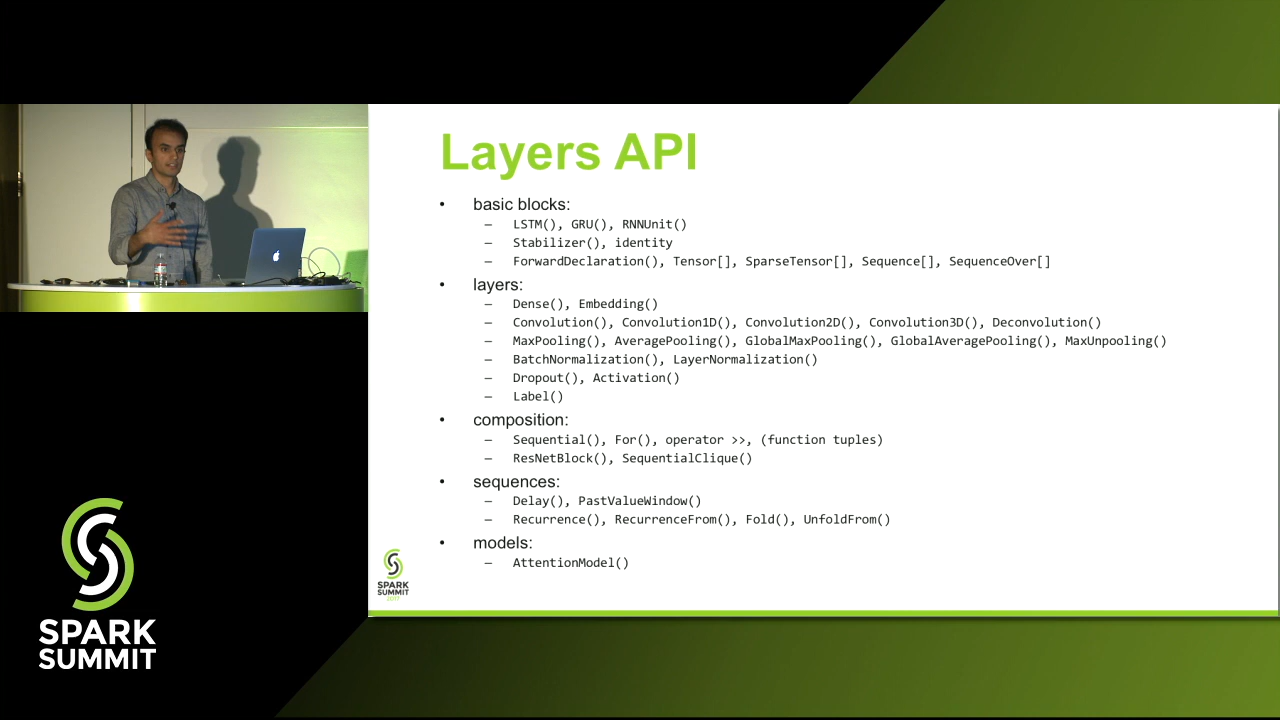 Layers API
• basic blocks:
– LSTM(), GRU(), RNNUnit()
– Stabilizer(), identity
– ForwardDeclaration(), Tensor[], SparseTensor[], Sequence[], SequenceOver[]
• layers:
– Dense(), Embedding()
– Convolution(), Convolution1D(), Convolution2D(), Convolution3D(), Deconvolution()
– MaxPooling(), AveragePooling(), GlobalMaxPooling(), GlobalAveragePooling(), MaxUnpooling()
– BatchNormalization(), LayerNormalization()
– Dropout(), Activation()
– Label()
• composition:
– Sequential(), For(), operator >>, (function tuples)
– ResNetBlock(), SequentialClique()
• sequences:
– Delay(), PastValueWindow()
– Recurrence(), RecurrenceFrom(), Fold(), UnfoldFrom()
• models:
– AttentionModel()
SPARK
SUMMIT
2017
SPARK
SUMMIT